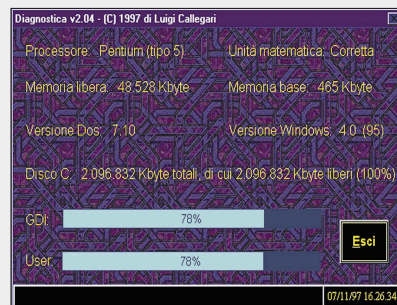 Diagnostica v2.04 - (C) 1997 di Luigi Callegari
Processore: Pentium (tipo 5) Unità matematica: Corretta
Memoria libera: 48.528 Kbyte Memoria base: 465 Kbyte
Versione Dos: 7.10 Versione Windows: 4.0 (95)
Disco C: 2.096.832 Kbyte totali, di cui 2.096.832 Kbyte liberi (100%)
GDI: 78%
Esci
User: 78%
07/11/97 16.26.34